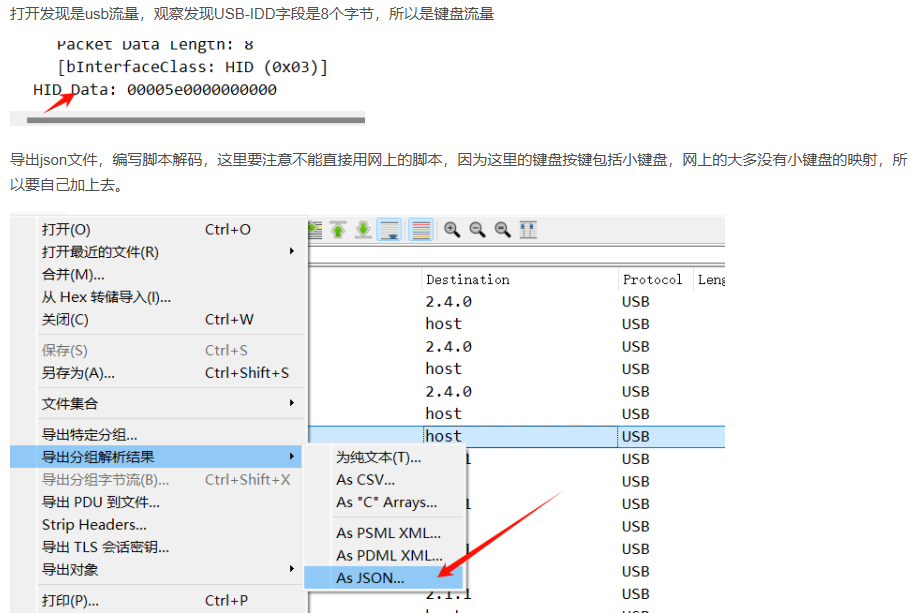 打开发现是usb流量，观察发现USB-IDD字段是8个字节，所以是键盘流量
Packet Data Length: 8
[bInterfaceClass: HID (0x03)]
HID Data: 00005e0000000000
导出json文件，编写脚本解码，这里要注意不能直接用网上的脚本，因为这里的键盘按键包括小键盘，网上的大多没有小键盘的映射，所
以要自己加上去。
打开(O) Ctrl+O
打开最近的文件(R)
合并(M)...
从 Hex 转储导入(I)...
关闭(C) Ctrl+W
保存(S) Ctrl+S
另存为(A)... Ctrl+Shift+S
文件集合
导出特定分组...
导出分组解析结果
导出分组字节流(B)... Ctrl+Shift+X
导出 PDU 到文件...
Strip Headers...
导出 TLS 会话密钥...
导出对象
打印(P)... Ctrl+P
为纯文本(T)...
As CSV...
As "C" Arrays...
As PSML XML...
As PDML XML...
As JSON...
Destination Protocol Leng
2.4.0 USB
host USB
2.4.0 USB
host USB
2.4.0 USB
host USB
host USB
1 USB
USB
1 USB
USB
1 USB
USB
2.1.1 USB